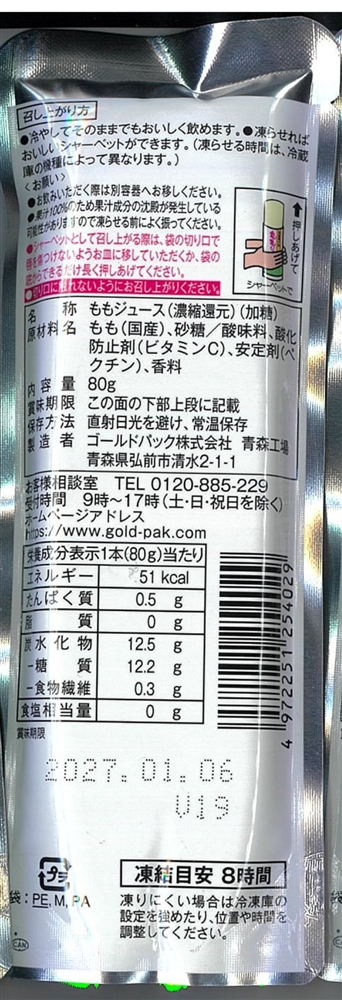 召し上がり方
●冷やしてそのままでもおいしく飲めます。●凍らせれば
おいしいシャーベットができます。(凍らせる時間は、冷蔵
庫の機種によって異なります。)
〈お願い〉
●お飲みいただく際は別容器へお移しください。
●果汁100%のため果汁成分の沈殿が発生している
可能性がありますので凍らせる前によく振ってください。
●シャーベットとして召し上がる際は、袋の切り口で
唇を傷つけないようお皿に移していただくか、袋の
底からできるだけ長く押しあげてください。
●切り口に触れないようにお召し上がりください。
押しあげて
シャーベットで
名称 ももジュース(濃縮還元)(加糖)
原材料名 もも(国産)、砂糖/酸味料、酸化
防止剤(ビタミンC)、安定剤(ペ
クチン)、香料
内容量 80g
賞味期限 この面の下部上段に記載
保存方法 直射日光を避け、常温保存
製造者 ゴールドパック株式会社 青森工場
青森県弘前市清水2-1-1
お客様相談室 TEL 0120-885-229
受付時間 9時〜17時(土・日・祝日を除く)
ホームページアドレス
https://www.gold-pak.com
栄養成分表示1本(80g)当たり
エネルギー 51 kcal
たんぱく質 0.5 g
脂質 0 g
炭水化物 12.5 g
-糖質 12.2 g
-食物繊維 0.3 g
食塩相当量 0 g
4 972251 254029
賞味期限
2027.01.06
U19
プラ
袋:PE, M, PA
凍結目安 8時間
凍りにくい場合は冷凍庫の
設定を強めたり、位置や時間を
調整してください。